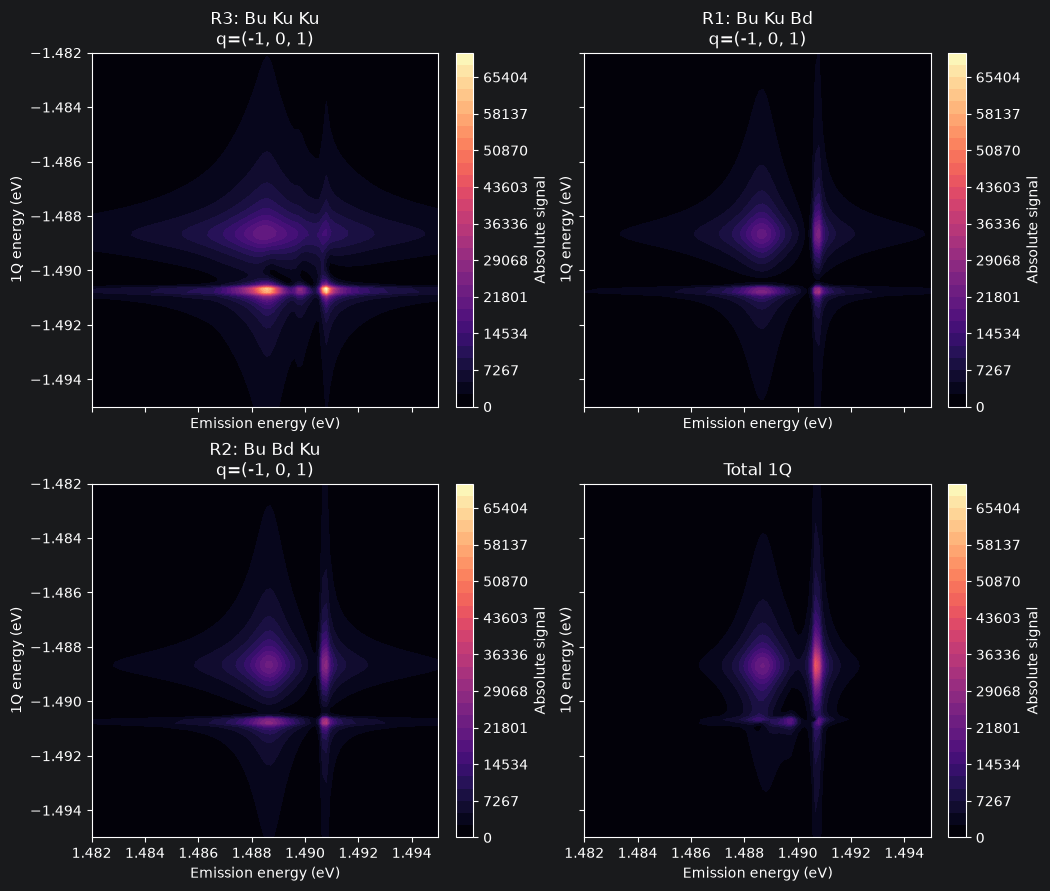 R3: Bu Ku Ku
q=(-1, 0, 1)
−1.482
−1.484
−1.486
−1.488
−1.490
−1.492
−1.494
1Q energy (eV)
Emission energy (eV)
65404
58137
50870
43603
36336
29068
21801
14534
7267
0
Absolute signal
R1: Bu Ku Bd
q=(-1, 0, 1)
1Q energy (eV)
Emission energy (eV)
65404
58137
50870
43603
36336
29068
21801
14534
7267
0
Absolute signal
R2: Bu Bd Ku
q=(-1, 0, 1)
−1.482
−1.484
−1.486
−1.488
−1.490
−1.492
−1.494
1Q energy (eV)
1.482 1.484 1.486 1.488 1.490 1.492 1.494
Emission energy (eV)
65404
58137
50870
43603
36336
29068
21801
14534
7267
0
Absolute signal
Total 1Q
1Q energy (eV)
1.482 1.484 1.486 1.488 1.490 1.492 1.494
Emission energy (eV)
65404
58137
50870
43603
36336
29068
21801
14534
7267
0
Absolute signal